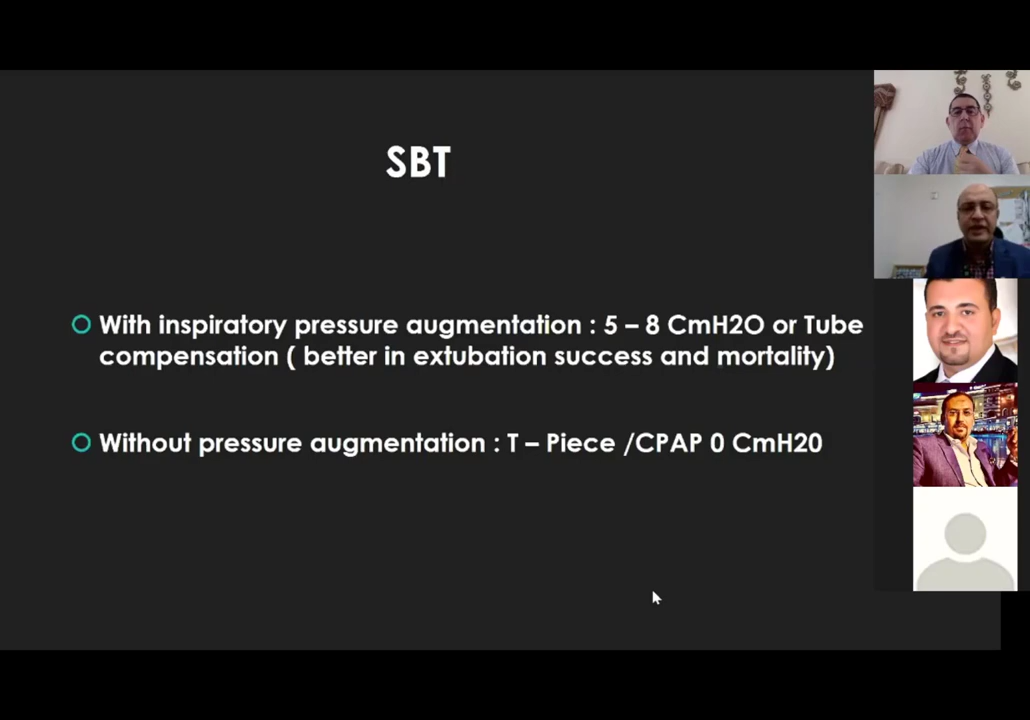 SBT
With inspiratory pressure augmentation : 5 – 8 CmH2O or Tube
compensation ( better in extubation success and mortality)
Without pressure augmentation : T – Piece /CPAP 0 CmH20